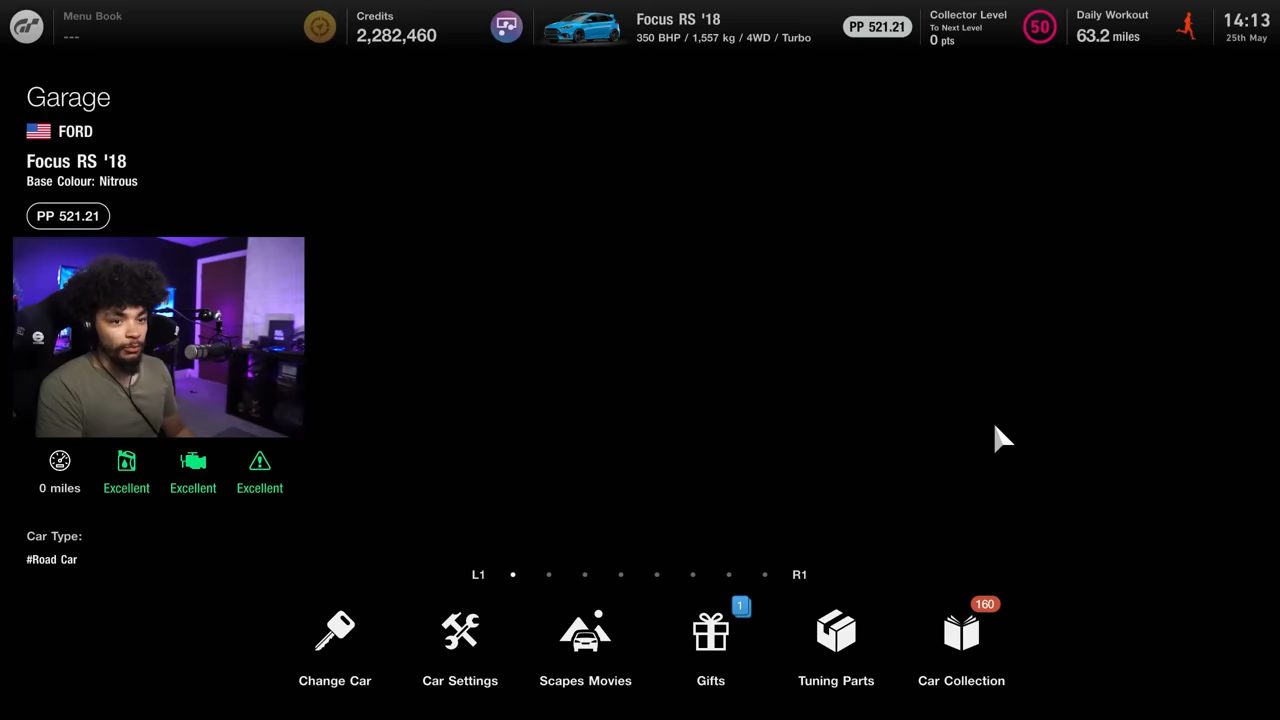 Menu Book
---
Credits
2,282,460
Focus RS '18
350 BHP / 1,557 kg / 4WD / Turbo
PP 521.21
Collector Level
To Next Level
0 pts
50
Daily Workout
63.2 miles
14:13
25th May
Garage
FORD
Focus RS '18
Base Colour: Nitrous
PP 521.21
0 miles
Excellent
Excellent
Excellent
Car Type:
#Road Car
L1
R1
1
160
Change Car
Car Settings
Scapes Movies
Gifts
Tuning Parts
Car Collection